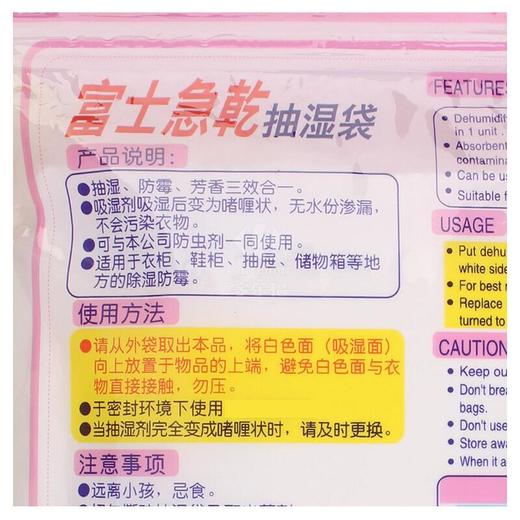 富士急乾抽湿袋
产品说明:
●抽湿、防霉、芳香三效合一。
●吸湿剂吸湿后变为啫喱状,无水份渗漏,
不会污染衣物。
●可与本公司防虫剂一同使用。
●适用于衣柜、鞋柜、抽屉、储物箱等地
方的除湿防霉。
使用方法
●请从外袋取出本品,将白色面(吸湿面)
向上放置于物品的上端,避免白色面与衣
物直接接触,勿压。
●于密封环境下使用
●当抽湿剂完全变成啫喱状时,请及时更换。
注意事项
●远离小孩,忌食。
FEATURES
Dehumidify
in 1 unit.
Absorbent
contamina
Can be us
Suitable f
USAGE
Put dehu
white side
For best r
Replace
turned to
CAUTION
Keep out
Don't brea
bags.
Don't use
Store awa
When it a